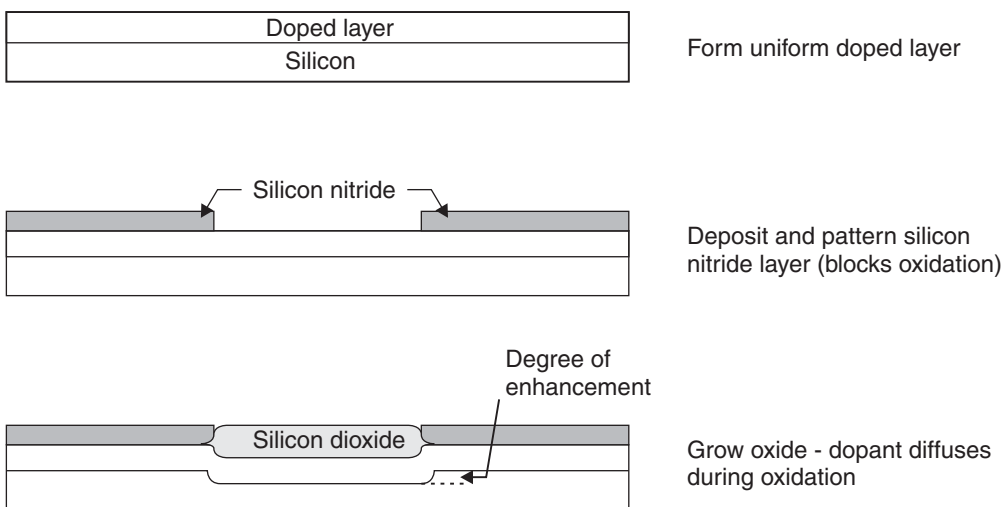 Doped layer
Silicon
Form uniform doped layer
Silicon nitride
Deposit and pattern silicon
nitride layer (blocks oxidation)
Degree of
enhancement
Silicon dioxide
Grow oxide - dopant diffuses
during oxidation